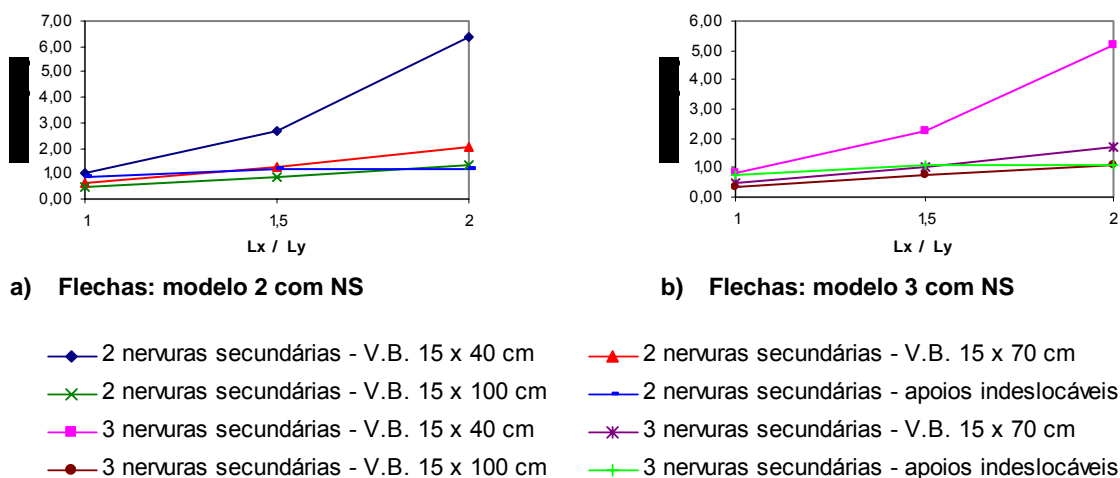 7,00
6,00
5,00
4,00
3,00
2,00
1,00
0,00
1
1,5
2
Lx / Ly
a) Flechas: modelo 2 com NS
6,00
5,00
4,00
3,00
2,00
1,00
0,00
1
1,5
2
Lx / Ly
b) Flechas: modelo 3 com NS
2 nervuras secundárias - V.B. 15 x 40 cm
2 nervuras secundárias - V.B. 15 x 70 cm
2 nervuras secundárias - V.B. 15 x 100 cm
2 nervuras secundárias - apoios indeslocáveis
3 nervuras secundárias - V.B. 15 x 40 cm
3 nervuras secundárias - V.B. 15 x 70 cm
3 nervuras secundárias - V.B. 15 x 100 cm
3 nervuras secundárias - apoios indeslocáveis